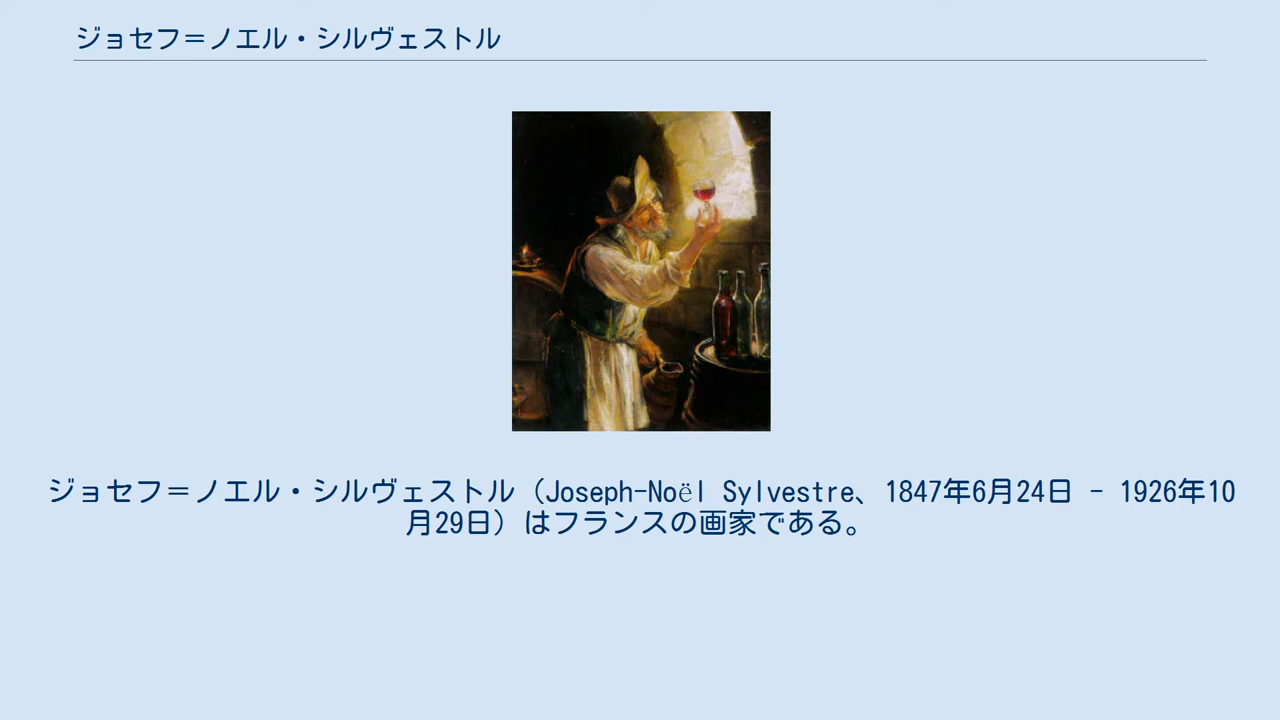 ジョセフ＝ノエル・シルヴェストル
ジョセフ＝ノエル・シルヴェストル（Joseph-Noël Sylvestre、1847年6月24日 - 1926年10
月29日）はフランスの画家である。